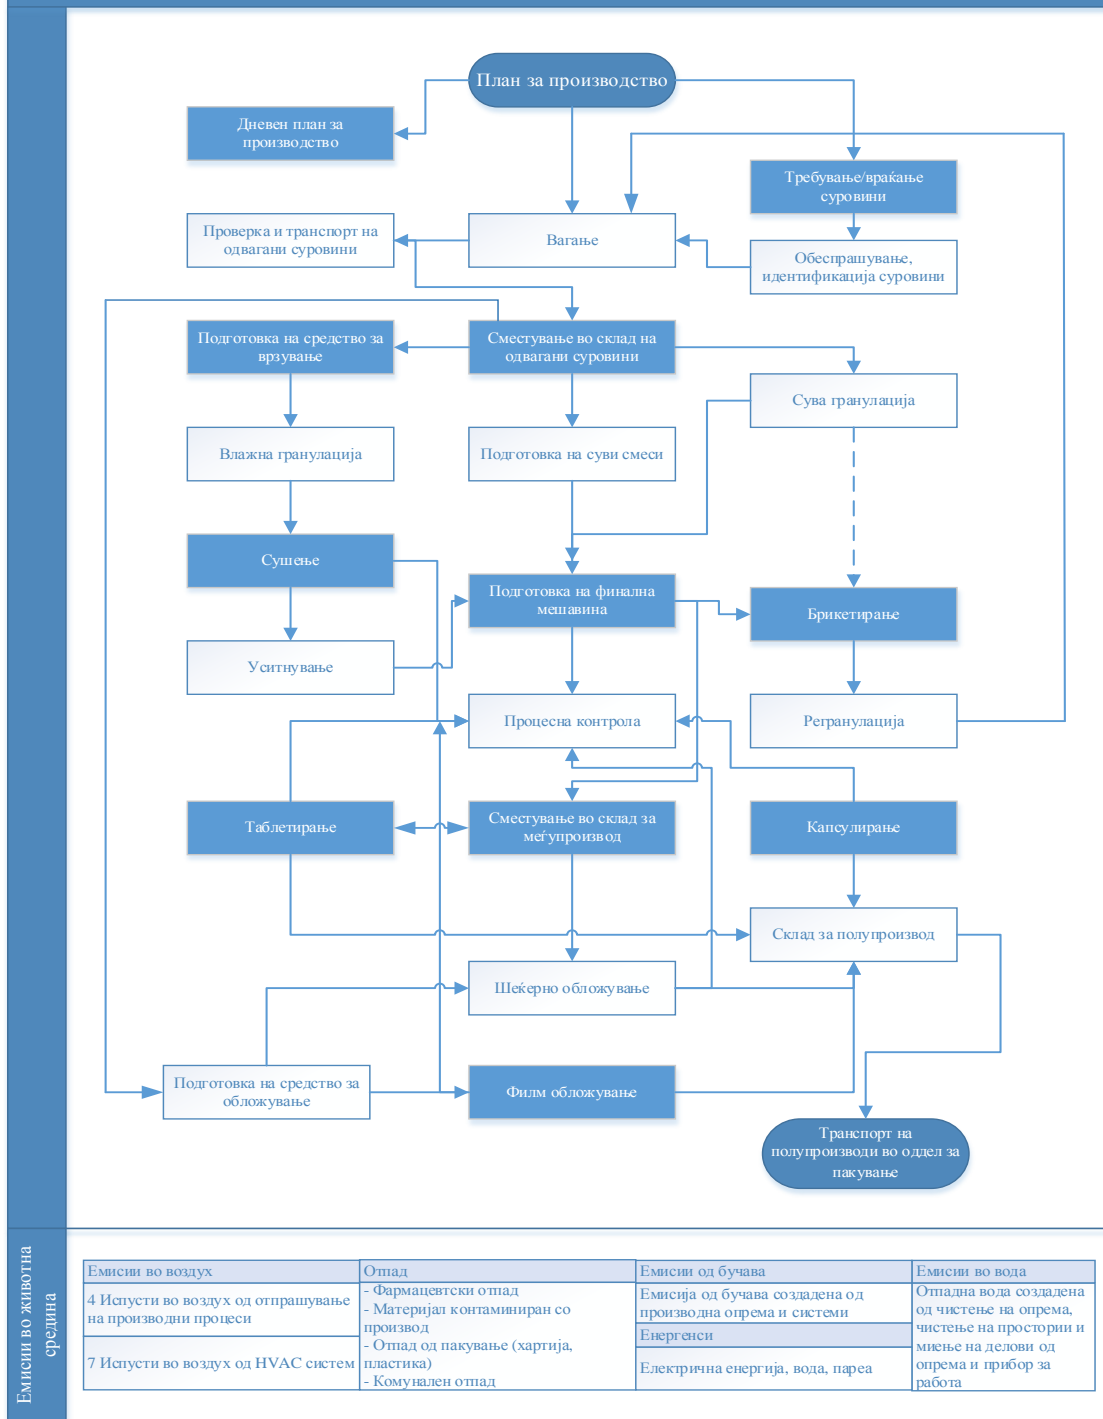 План за производство
Дневен план за
производство
Требување/враќање
суровини
Проверка и транспорт на
одвагани суровини
Вагање
Обеспрашување,
идентификација суровини
Подготовка на средство за
врзување
Сместување во склад на
одвагани суровини
Сува гранулација
Влажна гранулација
Подготовка на суви смеси
Сушење
Подготовка на финална
мешавина
Брикетирање
Уситнување
Процесна контрола
Регранулација
Таблетирање
Сместување во склад за
меѓупроизвод
Капсулирање
Склад за полупроизвод
Шеќерно обложување
Подготовка на средство за
обложување
Филм обложување
Транспорт на
полупроизводи во оддел за
пакување
Емисии во животна
средина
Емисии во воздух
4 Испусти во воздух од отпрашување
на производни процеси
7 Испусти во воздух од HVAC систем
Отпад
- Фармацевтски отпад
- Материјал контаминиран со
производ
- Отпад од пакување (хартија,
пластика)
- Комунален отпад
Емисии од бучава
Емисија од бучава создадена од
производна опрема и системи
Енергенси
Електрична енергија, вода, пареа
Емисии во вода
Отпадна вода создадена
од чистење на опрема,
чистење на простории и
миење на делови од
опрема и прибор за
работа